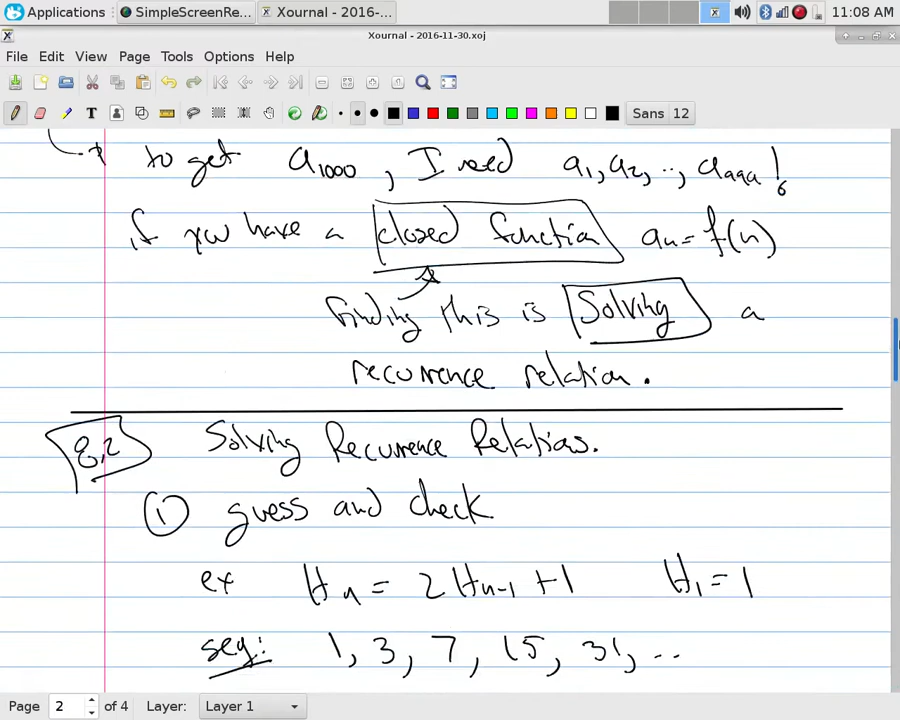 Applications SimpleScreenRe... Xournal - 2016-... 11:08 AM
Xournal - 2016-11-30.xoj
File Edit View Page Tools Options Help
Sans 12
to get a1000, I need a1, a2, .., a999!
if you have a closed function an = f(n)
finding this is Solving a
recurrence relation.
8.2 Solving Recurrence Relations.
① guess and check
ex Hn = 2Hn-1 + 1 H1 = 1
seq: 1, 3, 7, 15, 31, ...
Page 2 of 4 Layer: Layer 1